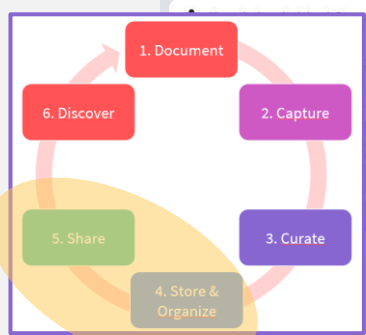 1. Document
2. Capture
3. Curate
4. Store &
Organize
5. Share
6. Discover